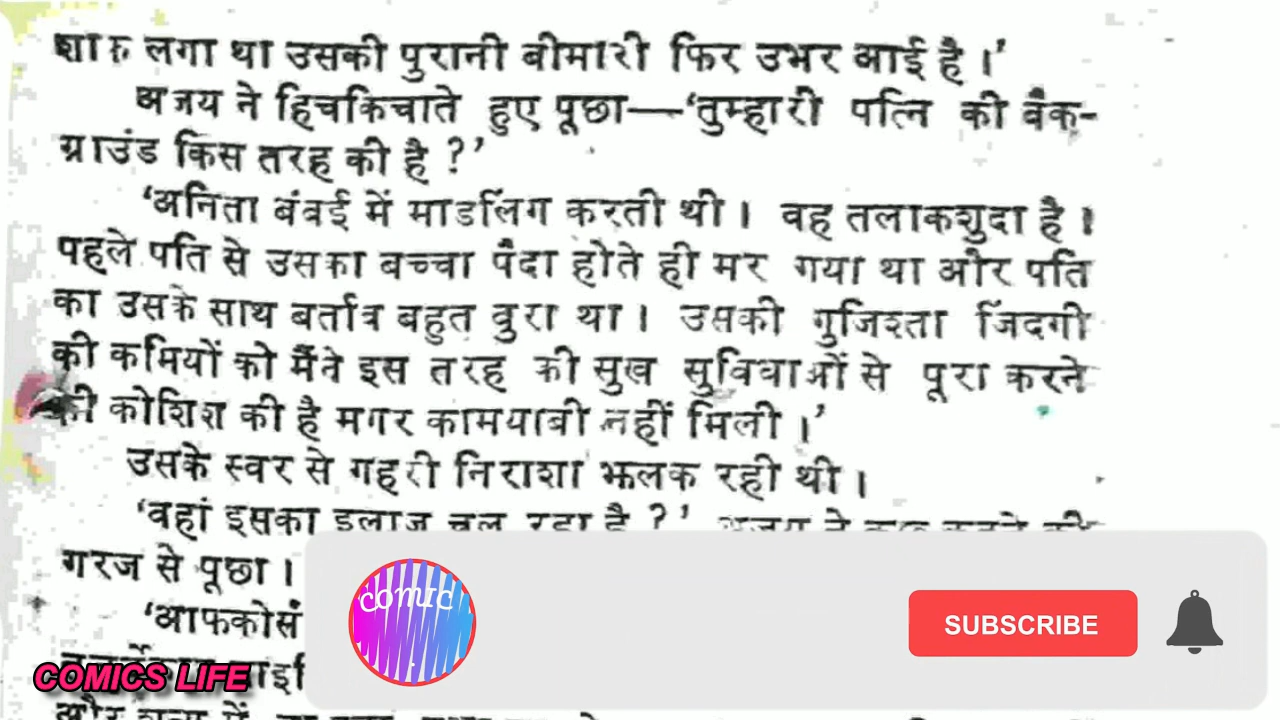 लगा था उसकी पुरानी बीमारी फिर उभर आई है ।’
अजय ने हिचकिचाते हुए पूछा—‘तुम्हारी पत्नि की बैक-
ग्राउंड किस तरह की है ?’
‘अनिता बंबई में माडलिंग करती थी । वह तलाकशुदा है ।
पहले पति से उसका बच्चा पैदा होते ही मर गया था और पति
का उसके साथ बर्ताव बहुत बुरा था । उसकी गुजिश्ता जिंदगी
की कमियों को मैंने इस तरह की सुख सुविधाओं से पूरा करने
की कोशिश की है मगर कामयाबी नहीं मिली ।’
उसके स्वर से गहरी निराशा झलक रही थी ।
‘वहां इसका इलाज चल रहा है ?’
गरज से पूछा ।
‘आफकोर्स
COMIC
SUBSCRIBE
COMICS LIFE
और